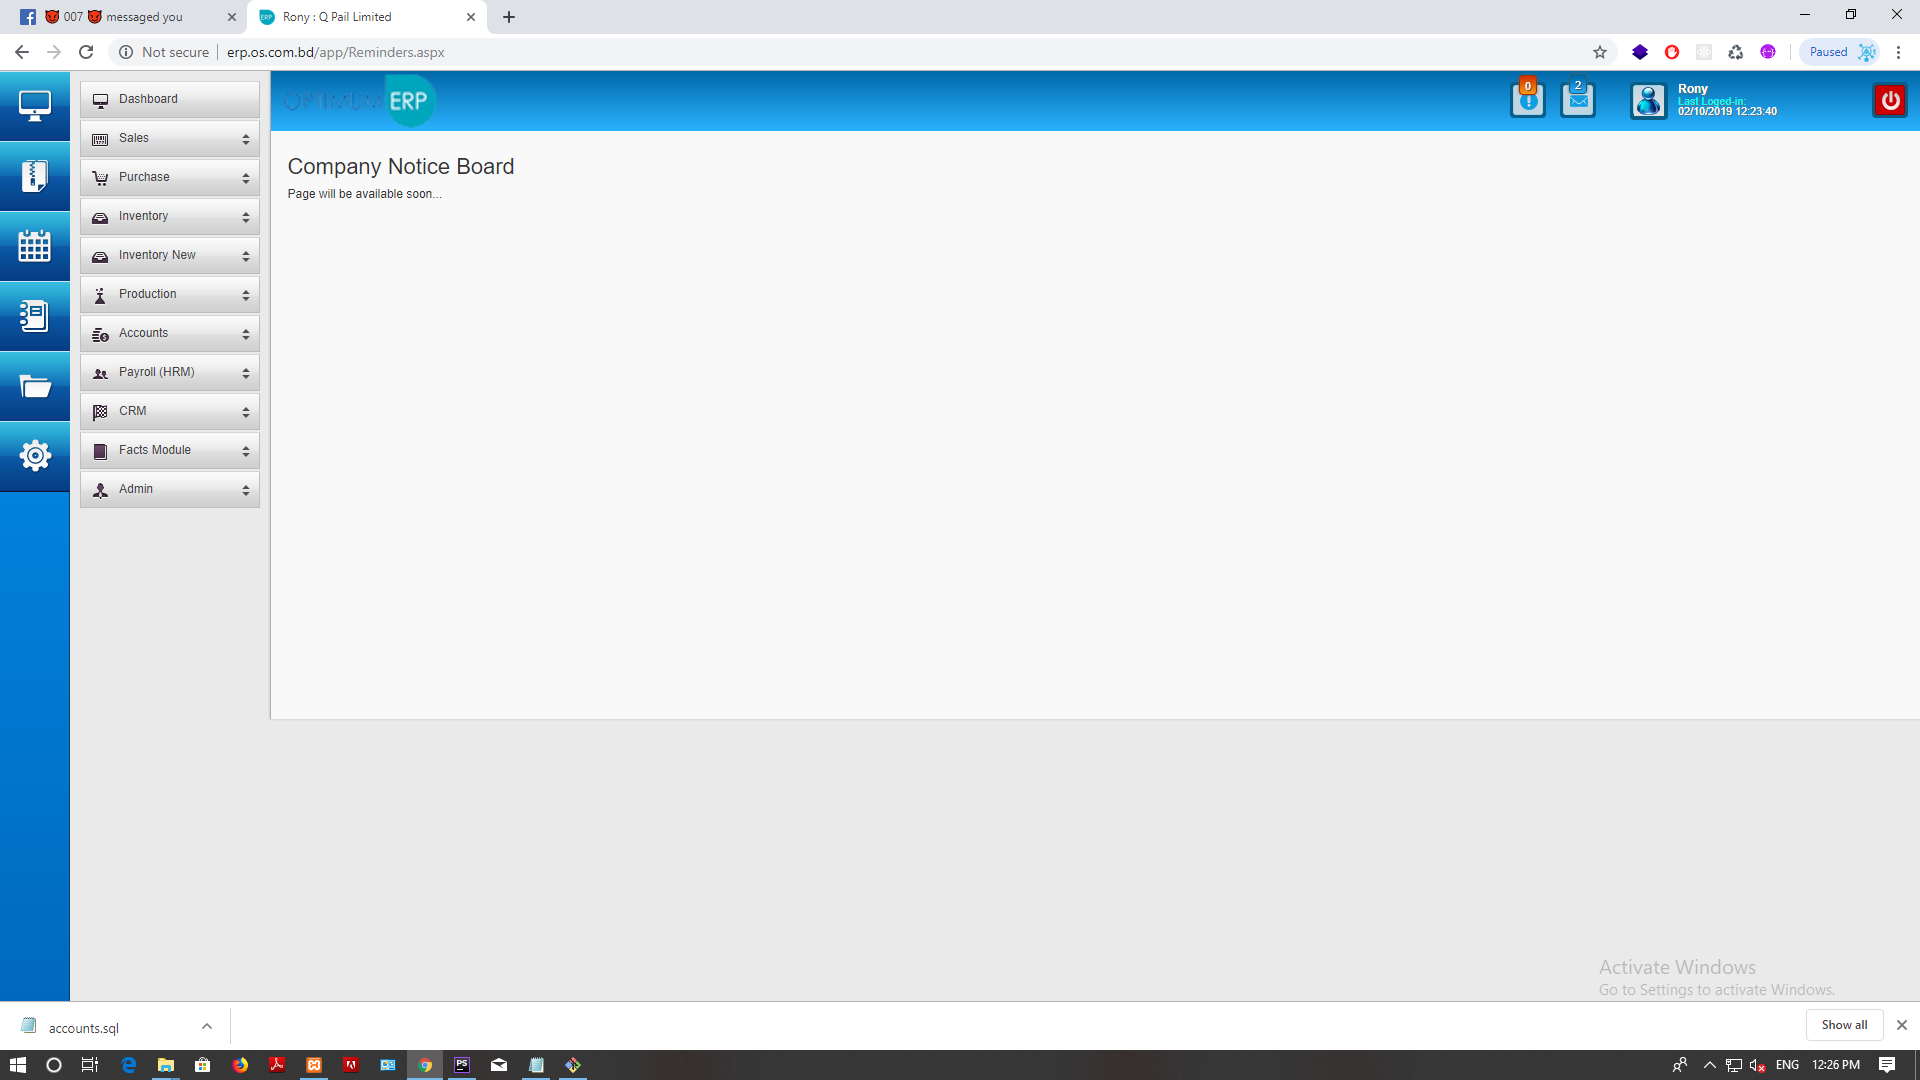 😈 007 😈 messaged you
Rony : Q Pail Limited
Not secure
erp.os.com.bd/app/Reminders.aspx
Paused
Dashboard
Sales
Purchase
Inventory
Inventory New
Production
Accounts
Payroll (HRM)
CRM
Facts Module
Admin
OPTIMUM ERP
0
2
Rony
Last Loged-in:
02/10/2019 12:23:40
Company Notice Board
Page will be available soon...
Activate Windows
Go to Settings to activate Windows.
accounts.sql
Show all
ENG
12:26 PM